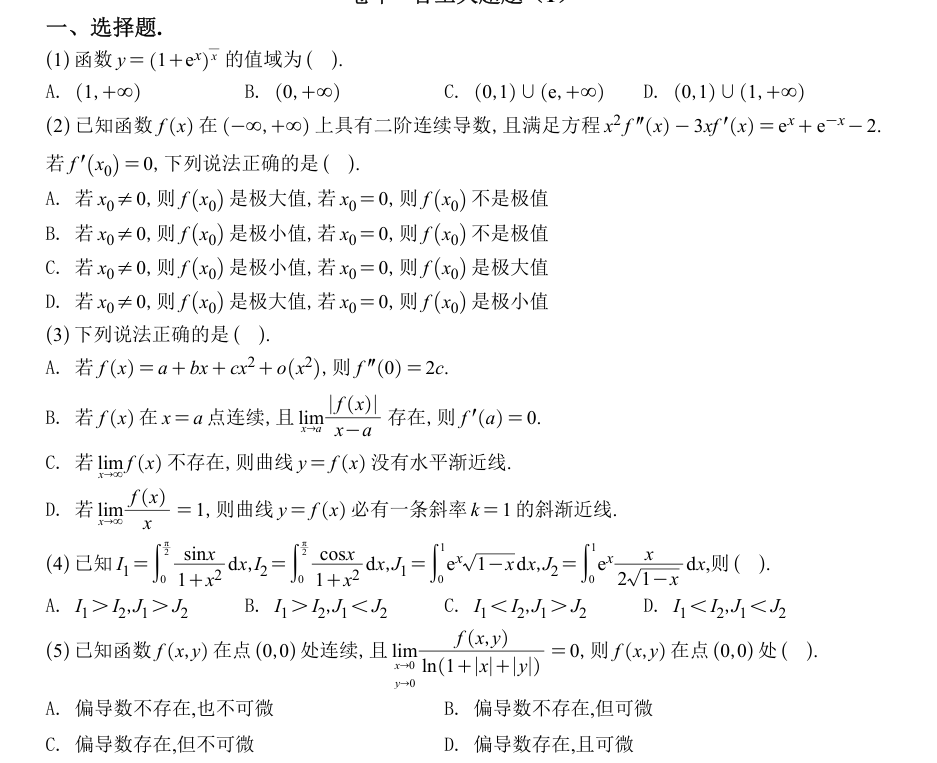 一、选择题.
(1) 函数 y = (1+eˣ)^(‾/x) 的值域为 (   ).
A. (1,+∞)   B. (0,+∞)   C. (0,1)∪(e,+∞)   D. (0,1)∪(1,+∞)
(2) 已知函数 f(x) 在 (−∞,+∞) 上具有二阶连续导数, 且满足方程 x²f″(x) − 3xf′(x) = eˣ + e⁻ˣ − 2.
若 f′(x₀) = 0, 下列说法正确的是 (   ).
A. 若 x₀ ≠ 0, 则 f(x₀) 是极大值, 若 x₀ = 0, 则 f(x₀) 不是极值
B. 若 x₀ ≠ 0, 则 f(x₀) 是极小值, 若 x₀ = 0, 则 f(x₀) 不是极值
C. 若 x₀ ≠ 0, 则 f(x₀) 是极小值, 若 x₀ = 0, 则 f(x₀) 是极大值
D. 若 x₀ ≠ 0, 则 f(x₀) 是极大值, 若 x₀ = 0, 则 f(x₀) 是极小值
(3) 下列说法正确的是 (   ).
A. 若 f(x) = a + bx + cx² + o(x²), 则 f″(0) = 2c.
B. 若 f(x) 在 x = a 点连续, 且 lim_{x→a} |f(x)|/(x−a) 存在, 则 f′(a) = 0.
C. 若 lim_{x→∞} f(x) 不存在, 则曲线 y = f(x) 没有水平渐近线.
D. 若 lim_{x→∞} f(x)/x = 1, 则曲线 y = f(x) 必有一条斜率 k = 1 的斜渐近线.
(4) 已知 I₁ = ∫₀^(π/2) sinx/(1+x²) dx, I₂ = ∫₀^(π/2) cosx/(1+x²) dx, J₁ = ∫₀¹ eˣ√(1−x) dx, J₂ = ∫₀¹ eˣ x/(2√(1−x)) dx, 则 (   ).
A. I₁ > I₂, J₁ > J₂   B. I₁ > I₂, J₁ < J₂   C. I₁ < I₂, J₁ > J₂   D. I₁ < I₂, J₁ < J₂
(5) 已知函数 f(x,y) 在点 (0,0) 处连续, 且 lim_{x→0, y→0} f(x,y)/ln(1+|x|+|y|) = 0, 则 f(x,y) 在点 (0,0) 处 (   ).
A. 偏导数不存在,也不可微   B. 偏导数不存在,但可微
C. 偏导数存在,但不可微   D. 偏导数存在,且可微